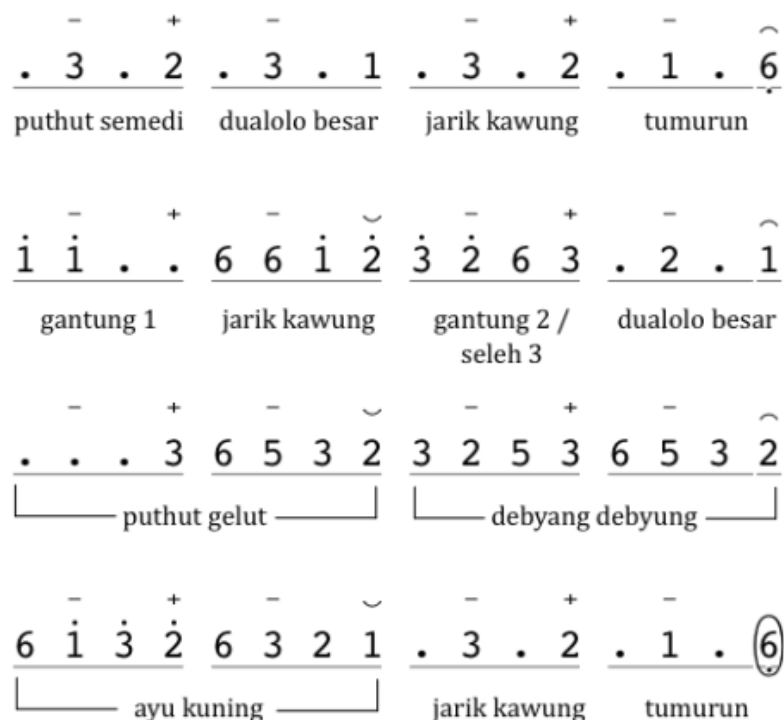 - + - - + - ⌢
. 3 . 2 . 3 . 1 . 3 . 2 . 1 . 6̣
puthut semedi dualolo besar jarik kawung tumurun
- + - ⌣ - + - ⌢
1̇ 1̇ . . 6 6 1̇ 2̇ 3̇ 2̇ 6 3 . 2 . 1
gantung 1 jarik kawung gantung 2 / dualolo besar
seleh 3
- + - ⌣ - + - ⌢
. . . 3 6 5 3 2 3 2 5 3 6 5 3 2
puthut gelut debyang debyung
- + - ⌣ - + -
6 1̇ 3̇ 2̇ 6 3 2 1 . 3 . 2 . 1 . 6̣
ayu kuning jarik kawung tumurun